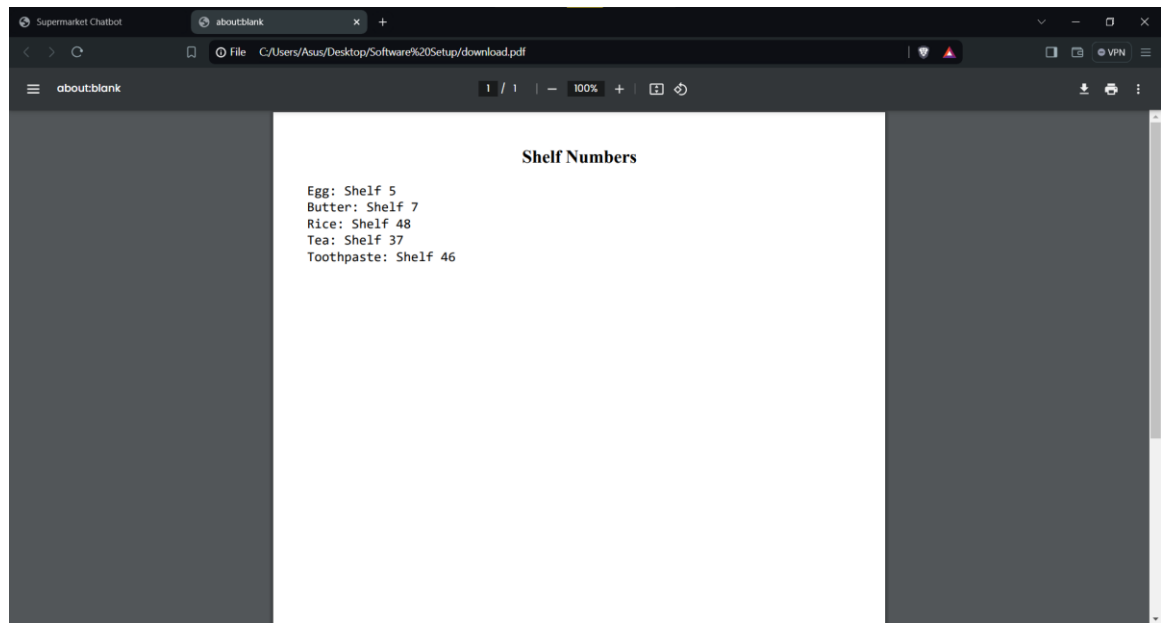 Supermarket Chatbot
about:blank
File C:/Users/Asus/Desktop/Software%20Setup/download.pdf
VPN
about:blank
1 / 1
100%
Shelf Numbers
Egg: Shelf 5
Butter: Shelf 7
Rice: Shelf 48
Tea: Shelf 37
Toothpaste: Shelf 46